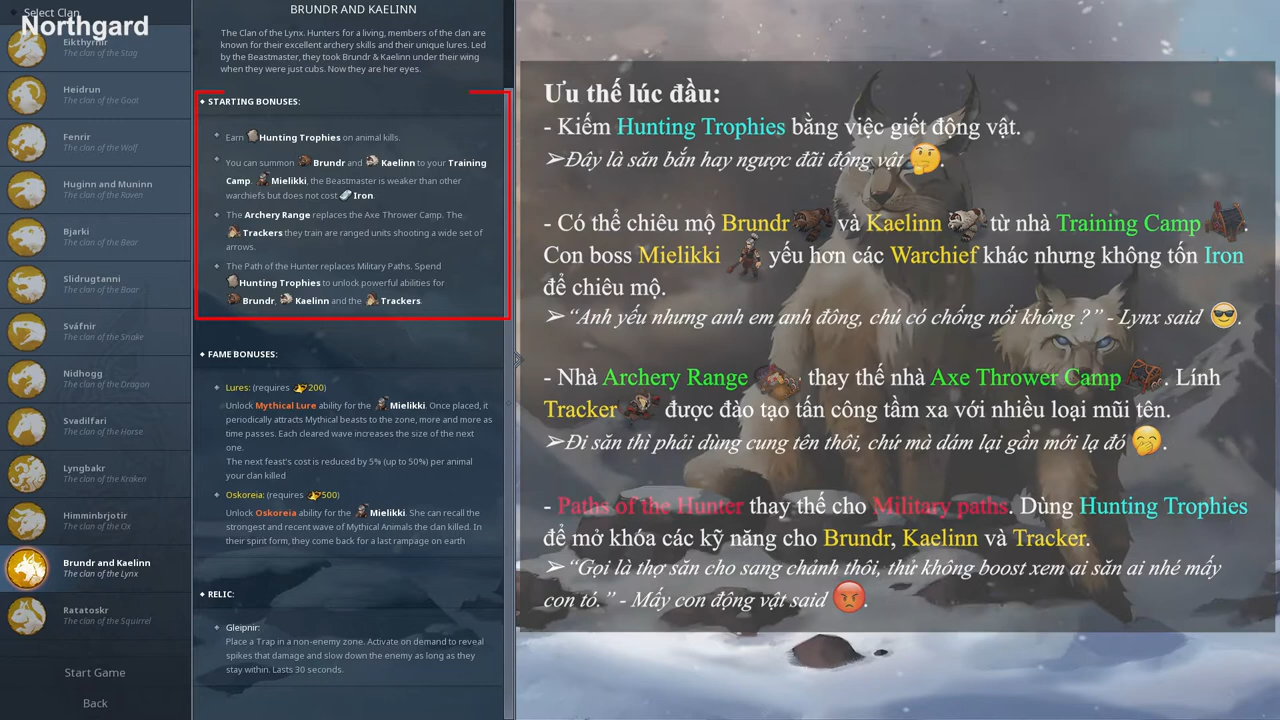 Select Clan
Northgard
Eikthyrnir
The clan of the Stag
Heidrun
The clan of the Goat
Fenrir
The clan of the Wolf
Huginn and Muninn
The clan of the Raven
Bjarki
The clan of the Bear
Slidrugtanni
The clan of the Boar
Sváfnir
The clan of the Snake
Nidhogg
The clan of the Dragon
Svadilfari
The clan of the Horse
Lyngbakr
The clan of the Kraken
Himminbrjotir
The clan of the Ox
Brundr and Kaelinn
The clan of the Lynx
Ratatoskr
The clan of the Squirrel
Start Game
Back
BRUNDR AND KAELINN
The Clan of the Lynx. Hunters for a living, members of the clan are
known for their excellent archery skills and their unique lures. Led
by the Beastmaster, they took Brundr & Kaelinn under their wing
when they were just cubs. Now they are her eyes.
STARTING BONUSES:
Earn Hunting Trophies on animal kills.
You can summon Brundr and Kaelinn to your Training
Camp. Mielikki, the Beastmaster is weaker than other
warchiefs but does not cost Iron.
The Archery Range replaces the Axe Thrower Camp. The
Trackers they train are ranged units shooting a wide set of
arrows.
The Path of the Hunter replaces Military Paths. Spend
Hunting Trophies to unlock powerful abilities for
Brundr, Kaelinn and the Trackers.
FAME BONUSES:
Lures: (requires 200)
Unlock Mythical Lure ability for the Mielikki. Once placed, it
periodically attracts Mythical beasts to the zone, more and more as
time passes. Each cleared wave increases the size of the next
one.
The next feast's cost is reduced by 5% (up to 50%) per animal
your clan killed
Oskoreia: (requires 500)
Unlock Oskoreia ability for the Mielikki. She can recall the
strongest and recent wave of Mythical Animals the clan killed. In
their spirit form, they come back for a last rampage on earth
RELIC:
Gleipnir:
Place a Trap in a non-enemy zone. Activate on demand to reveal
spikes that damage and slow down the enemy as long as they
stay within. Lasts 30 seconds.
Ưu thế lúc đầu:
- Kiếm Hunting Trophies bằng việc giết động vật.
➢Đây là săn bắn hay ngược đãi động vật 🤔.
- Có thể chiêu mộ Brundr và Kaelinn từ nhà Training Camp .
Con boss Mielikki yếu hơn các Warchief khác nhưng không tốn Iron
để chiêu mộ.
➢“Anh yếu nhưng anh em anh đông, chú có chống nổi không ?” - Lynx said 😎.
- Nhà Archery Range thay thế nhà Axe Thrower Camp . Lính
Tracker được đào tạo tấn công tầm xa với nhiều loại mũi tên.
➢Đi săn thì phải dùng cung tên thôi, chứ mà dám lại gần mới lạ đó 🤭.
- Paths of the Hunter thay thế cho Military paths. Dùng Hunting Trophies
để mở khóa các kỹ năng cho Brundr, Kaelinn và Tracker.
➢“Gọi là thợ săn cho sang chảnh thôi, thử không boost xem ai săn ai nhé mấy
con tó.” - Mấy con động vật said 😡.